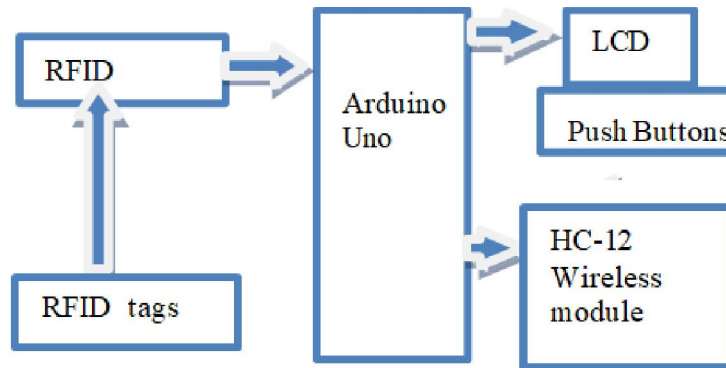 RFID
RFID tags
Arduino
Uno
LCD
Push Buttons
HC-12
Wireless
module